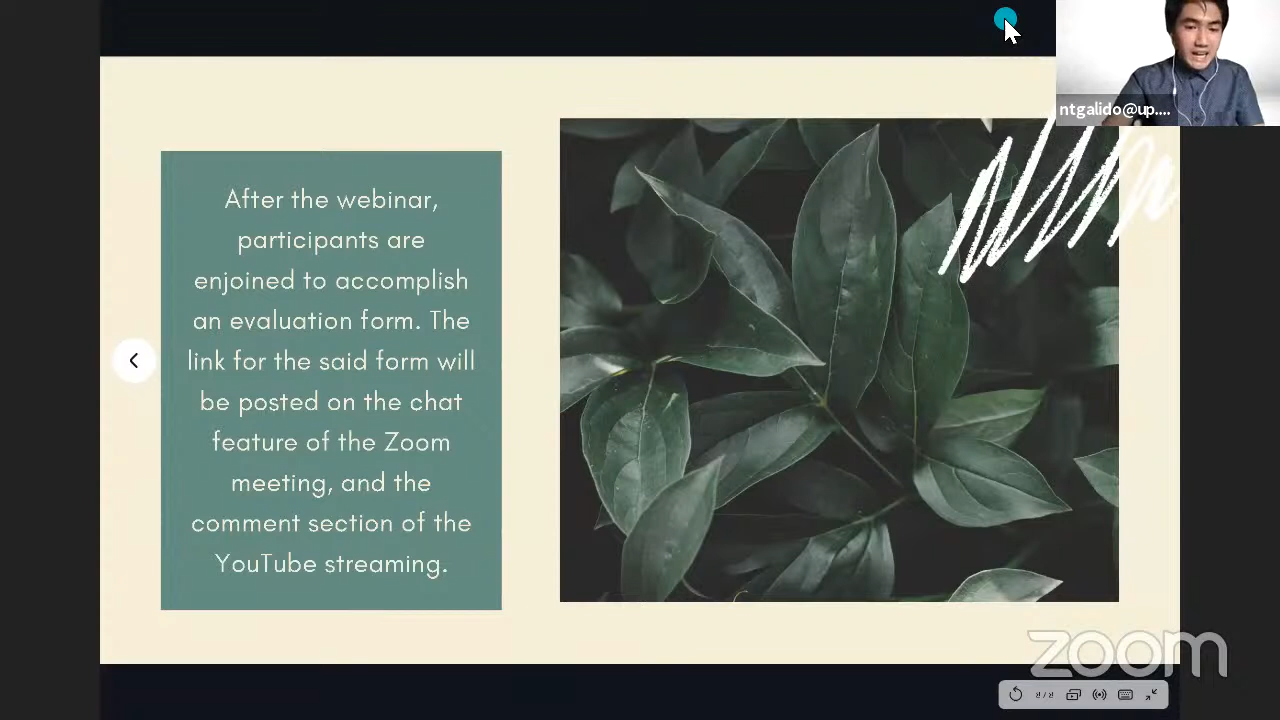 ntgalido@up....
After the webinar,
participants are
enjoined to accomplish
an evaluation form. The
link for the said form will
be posted on the chat
feature of the Zoom
meeting, and the
comment section of the
YouTube streaming.
zoom
8/8